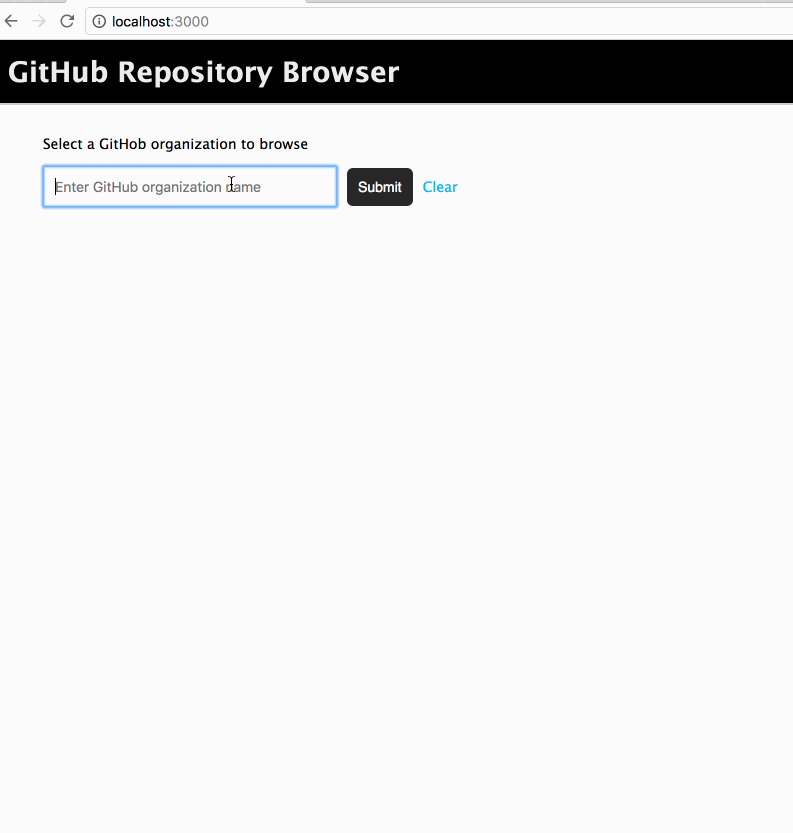 localhost:3000
GitHub Repository Browser
Select a GitHob organization to browse
Enter GitHub organization name
Submit
Clear